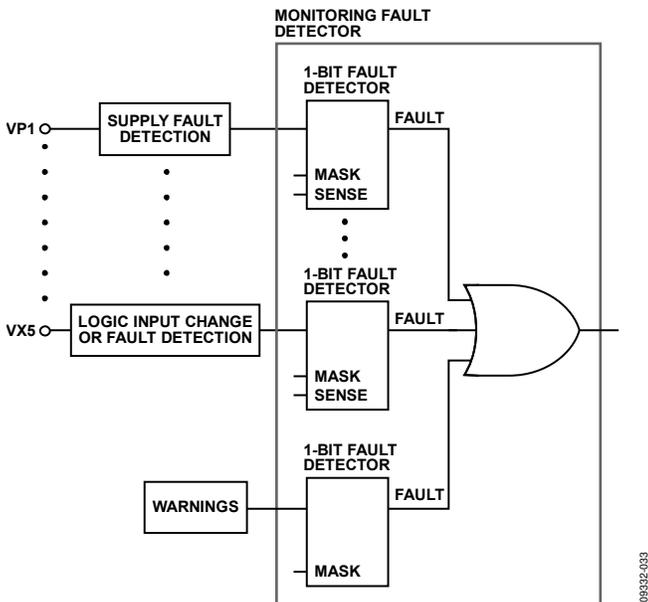 MONITORING FAULT
DETECTOR
1-BIT FAULT
DETECTOR
FAULT
VP1
SUPPLY FAULT
DETECTION
MASK
SENSE
1-BIT FAULT
DETECTOR
FAULT
VX5
LOGIC INPUT CHANGE
OR FAULT DETECTION
MASK
SENSE
1-BIT FAULT
DETECTOR
FAULT
WARNINGS
MASK
09332-033